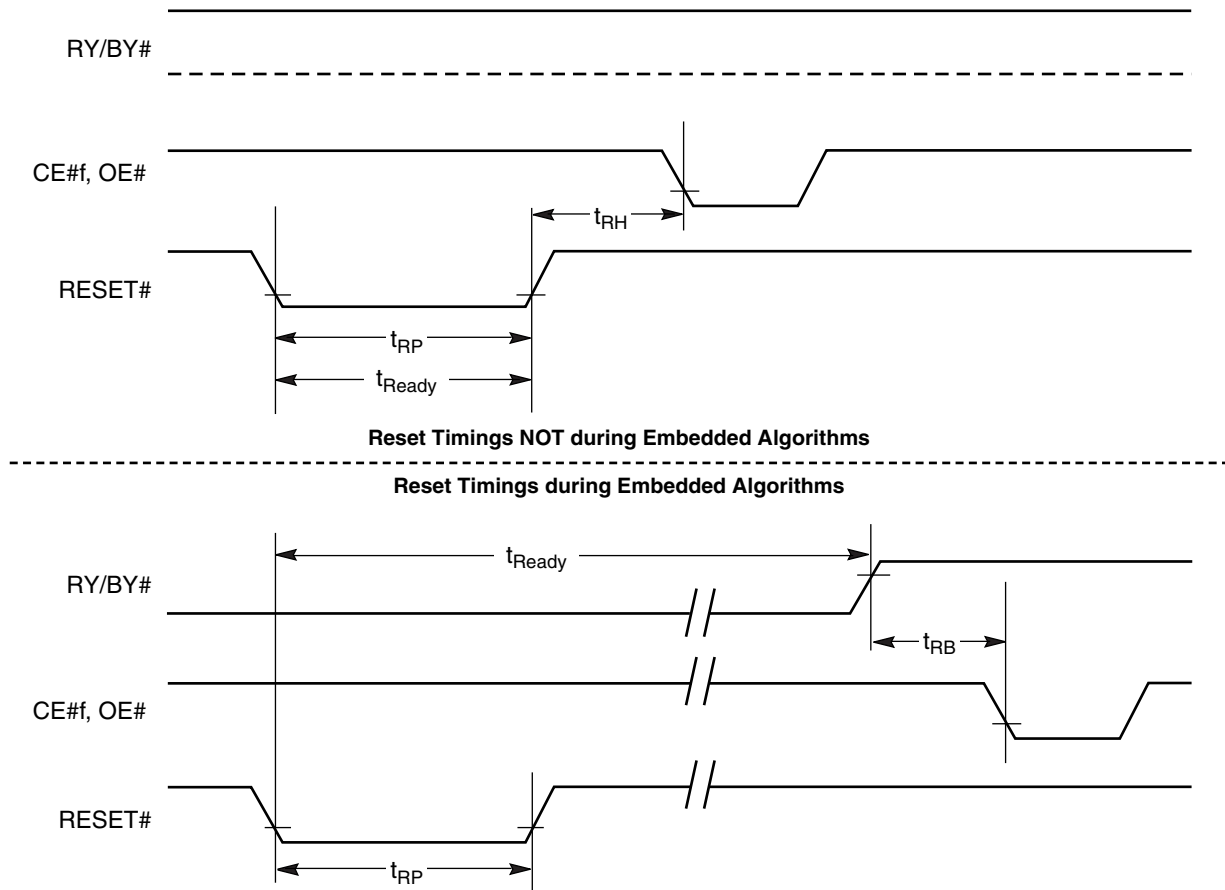 RY/BY#
CE#f, OE#
tRH
RESET#
tRP
tReady
Reset Timings NOT during Embedded Algorithms
Reset Timings during Embedded Algorithms
tReady
RY/BY#
tRB
CE#f, OE#
RESET#
tRP